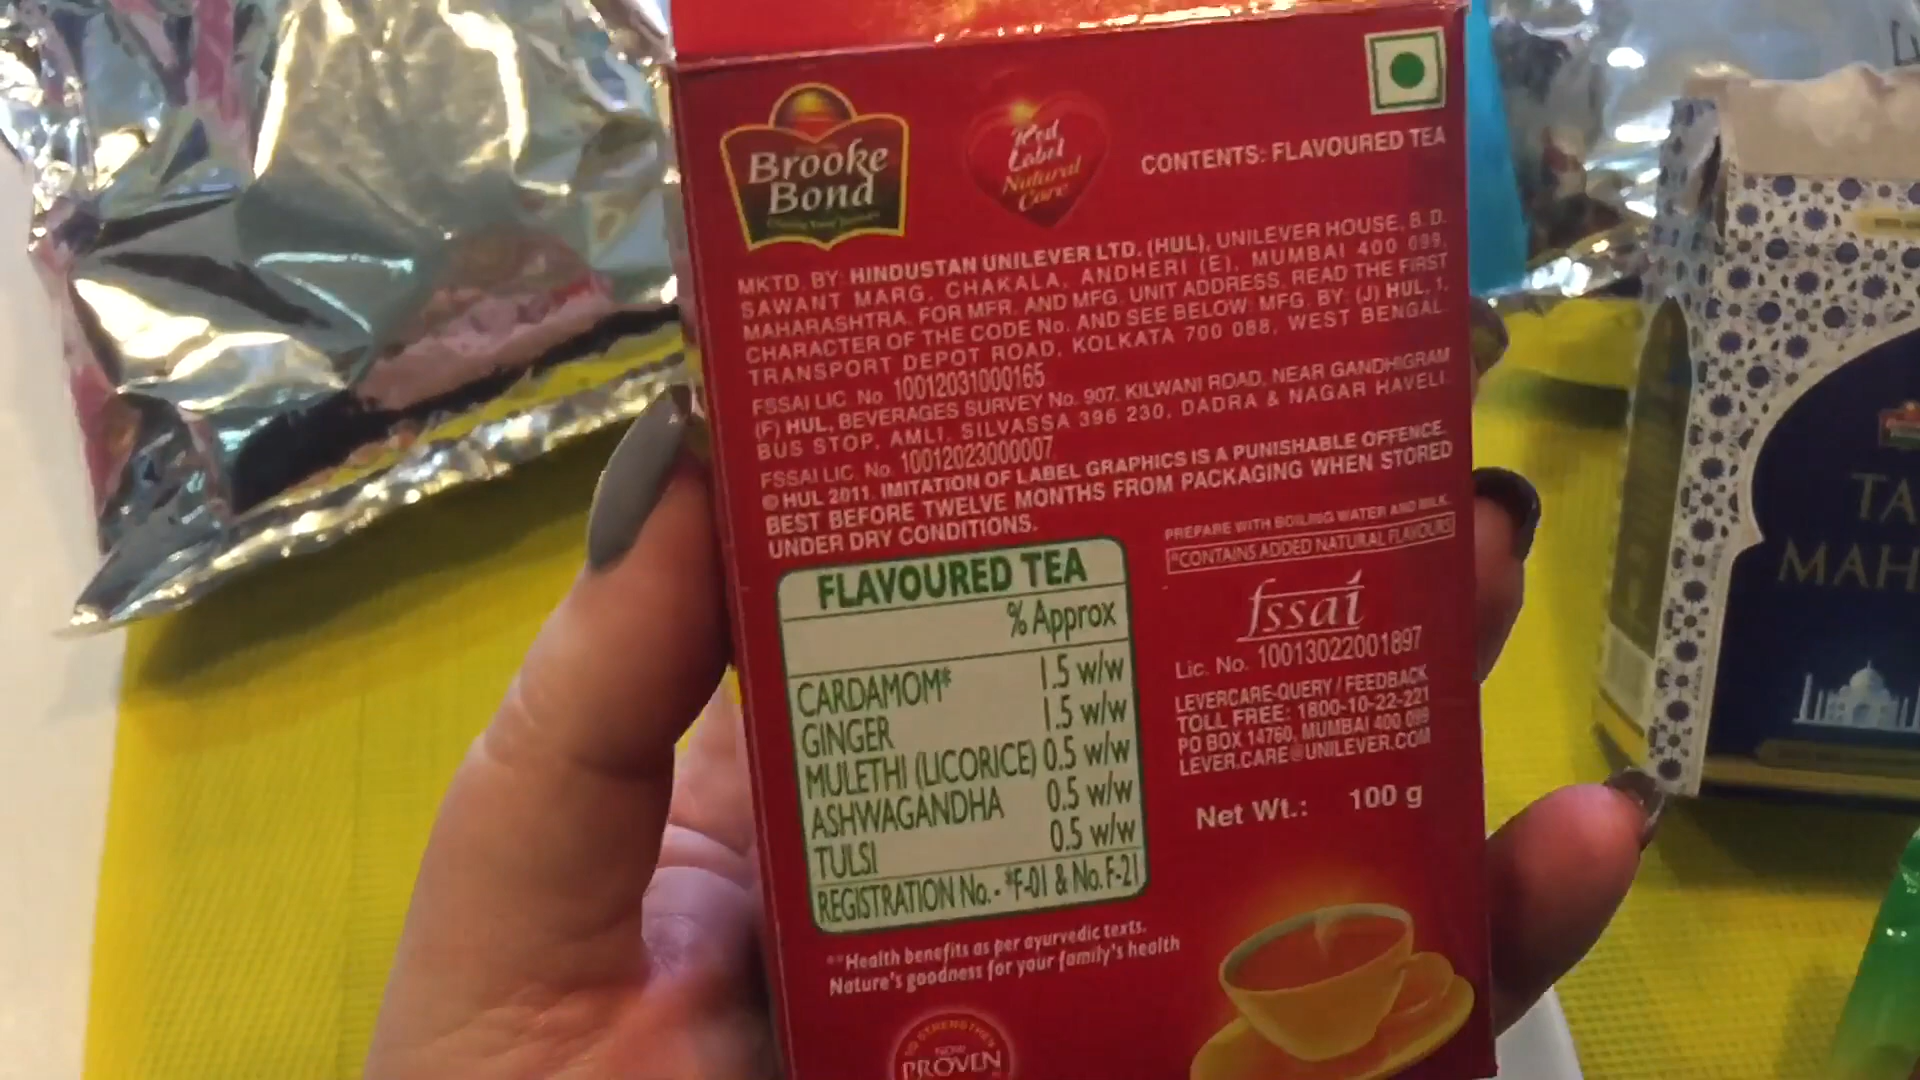 Brooke
Bond
Red
Label
Natural
Care
CONTENTS: FLAVOURED TEA
MKTD. BY: HINDUSTAN UNILEVER LTD. (HUL), UNILEVER HOUSE, B. D.
SAWANT MARG, CHAKALA, ANDHERI (E), MUMBAI 400 099,
MAHARASHTRA. FOR MFR. AND MFG. UNIT ADDRESS, READ THE FIRST
CHARACTER OF THE CODE No. AND SEE BELOW: MFG. BY: (J) HUL, 1,
TRANSPORT DEPOT ROAD, KOLKATA 700 088, WEST BENGAL.
FSSAI LIC. No. 10012031000165
(F) HUL, BEVERAGES SURVEY No. 907, KILWANI ROAD, NEAR GANDHIGRAM
BUS STOP, AMLI, SILVASSA 396 230, DADRA & NAGAR HAVELI.
FSSAI LIC. No. 10012023000007
© HUL 2011. IMITATION OF LABEL GRAPHICS IS A PUNISHABLE OFFENCE.
BEST BEFORE TWELVE MONTHS FROM PACKAGING WHEN STORED
UNDER DRY CONDITIONS.
PREPARE WITH BOILING WATER AND MILK.
*CONTAINS ADDED NATURAL FLAVOURS
FLAVOURED TEA
% Approx
CARDAMOM* 1.5 w/w
GINGER 1.5 w/w
MULETHI (LICORICE) 0.5 w/w
ASHWAGANDHA 0.5 w/w
TULSI 0.5 w/w
REGISTRATION No.- *F-01 & No. F-21
fssai
Lic. No. 10013022001897
LEVERCARE-QUERY / FEEDBACK
TOLL FREE: 1800-10-22-221
PO BOX 14760, MUMBAI 400 099
LEVER.CARE@UNILEVER.COM
Net Wt.: 100 g
**Health benefits as per ayurvedic texts.
Nature's goodness for your family's health
NOW
PROVEN
TA
MAH